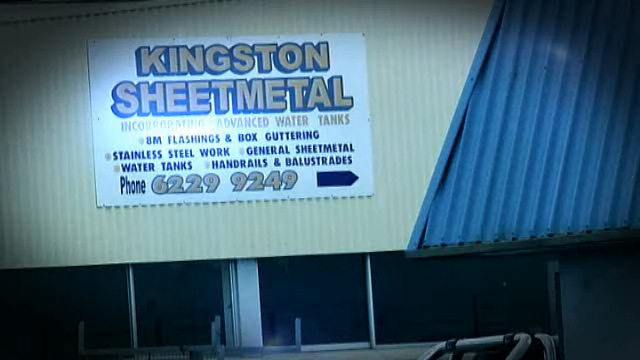 KINGSTON
SHEETMETAL
INCORPORATING ADVANCED WATER TANKS
8M FLASHINGS & BOX GUTTERING
STAINLESS STEEL WORK GENERAL SHEETMETAL
WATER TANKS HANDRAILS & BALUSTRADES
Phone 6229 9249